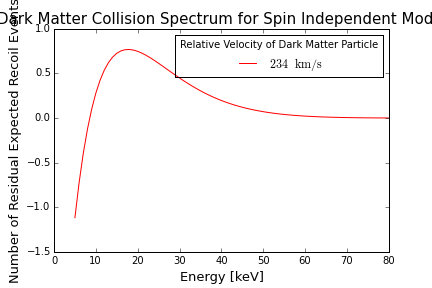 Dark Matter Collision Spectrum for Spin Independent Mod
Number of Residual Expected Recoil Events
1.0
0.5
0.0
−0.5
−1.0
−1.5
Relative Velocity of Dark Matter Particle
234 km/s
0 10 20 30 40 50 60 70 80
Energy [keV]